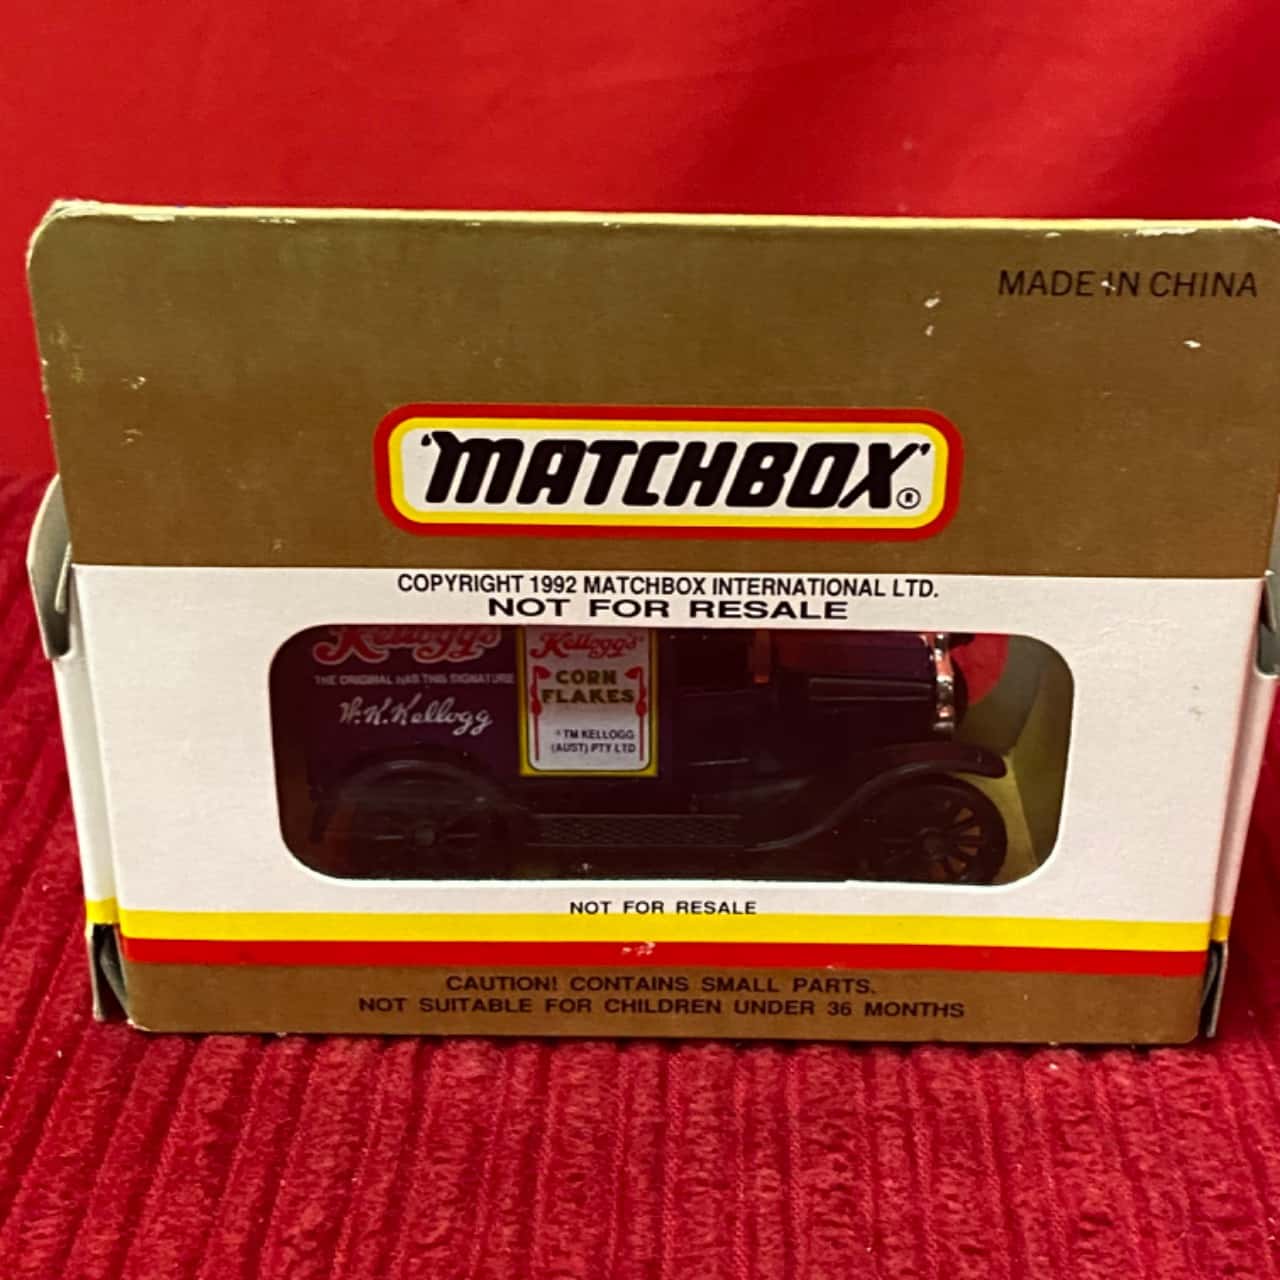 MADE IN CHINA
'MATCHBOX' ®
COPYRIGHT 1992 MATCHBOX INTERNATIONAL LTD.
NOT FOR RESALE
Kellogg's
THE ORIGINAL HAS THIS SIGNATURE
W.K.Kellogg
Kellogg's
CORN
FLAKES
®TM KELLOGG
(AUST) PTY LTD
NOT FOR RESALE
CAUTION! CONTAINS SMALL PARTS.
NOT SUITABLE FOR CHILDREN UNDER 36 MONTHS